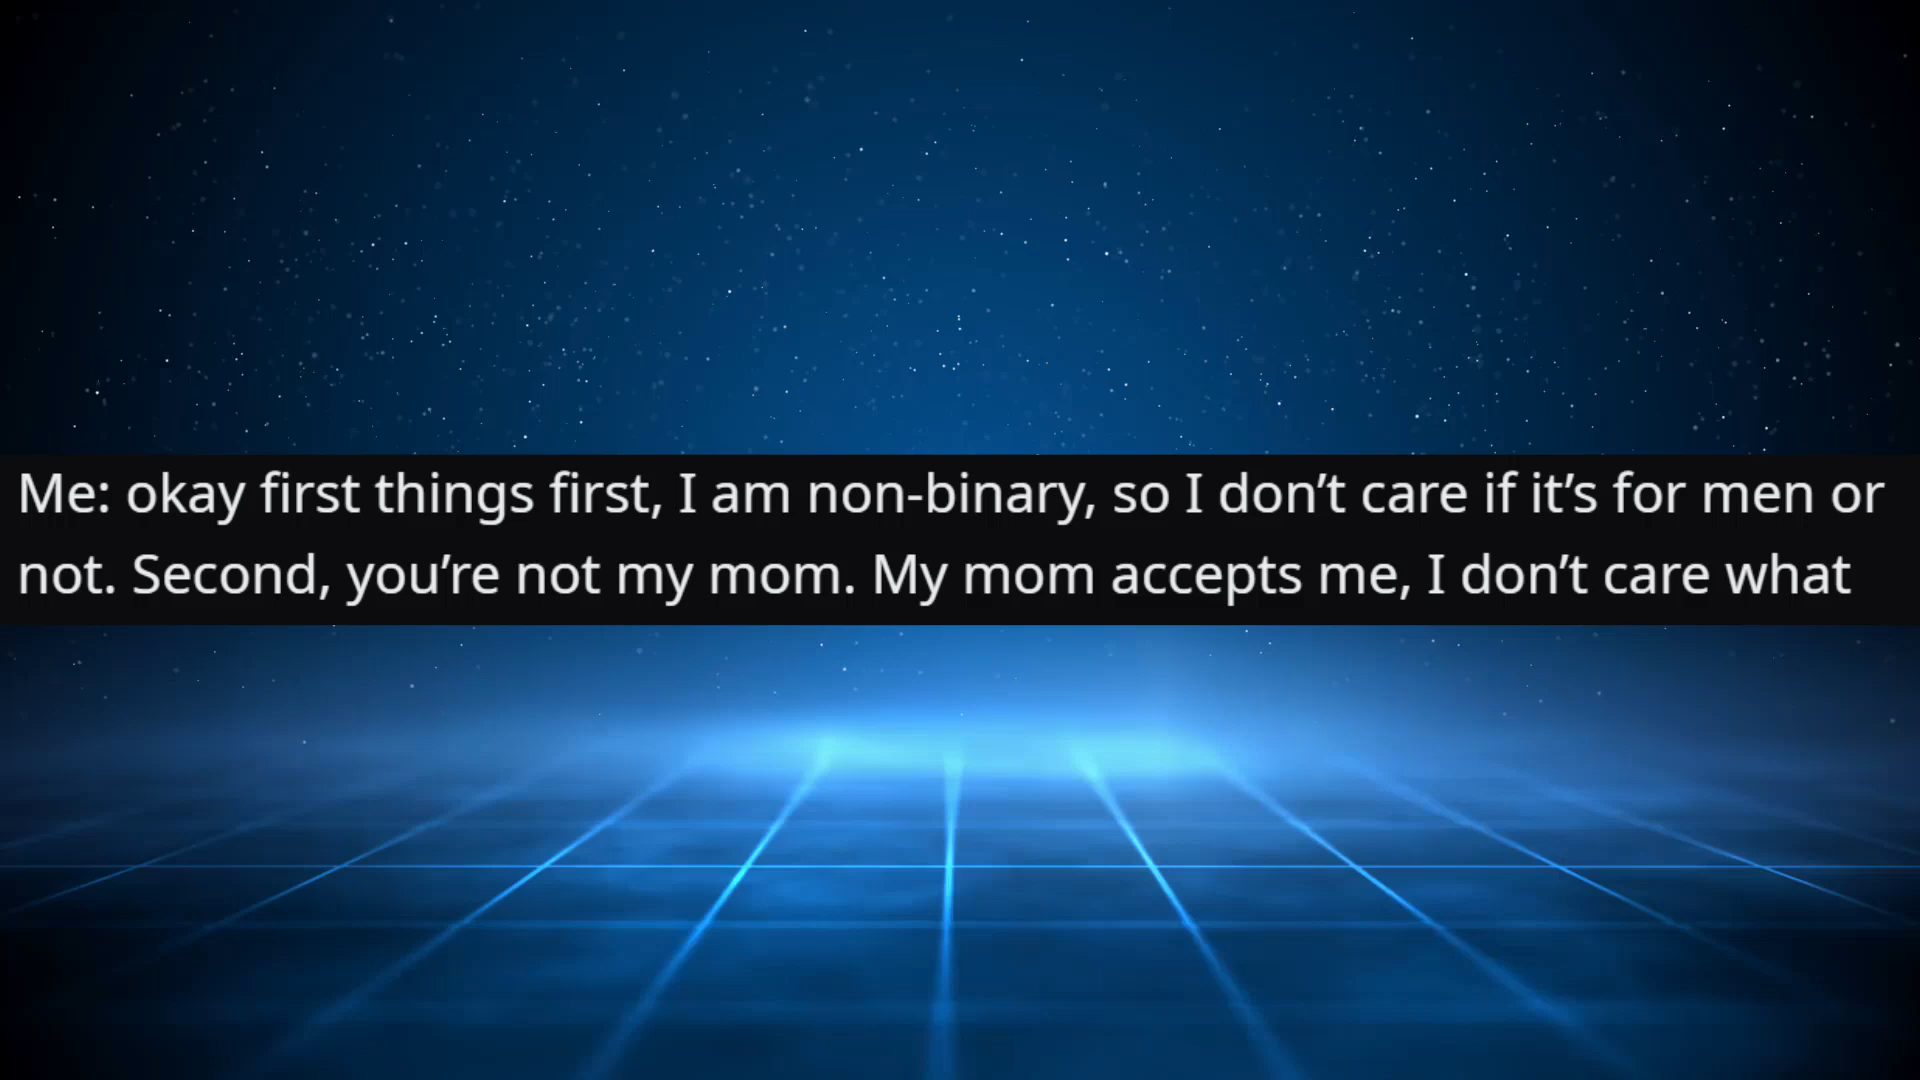 Me: okay first things first, I am non-binary, so I don’t care if it’s for men or
not. Second, you’re not my mom. My mom accepts me, I don’t care what